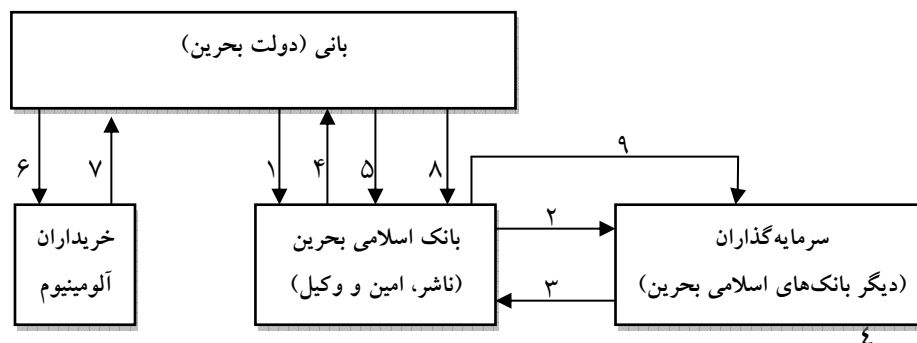 بانی (دولت بحرین)
۶
۷
۱
۴
۵
۸
۹
خریداران
آلومینیوم
بانک اسلامی بحرین
(ناشر، امین و وکیل)
۲
۳
سرمایه‌گذاران
(دیگر بانک‌های اسلامی بحرین)
٤